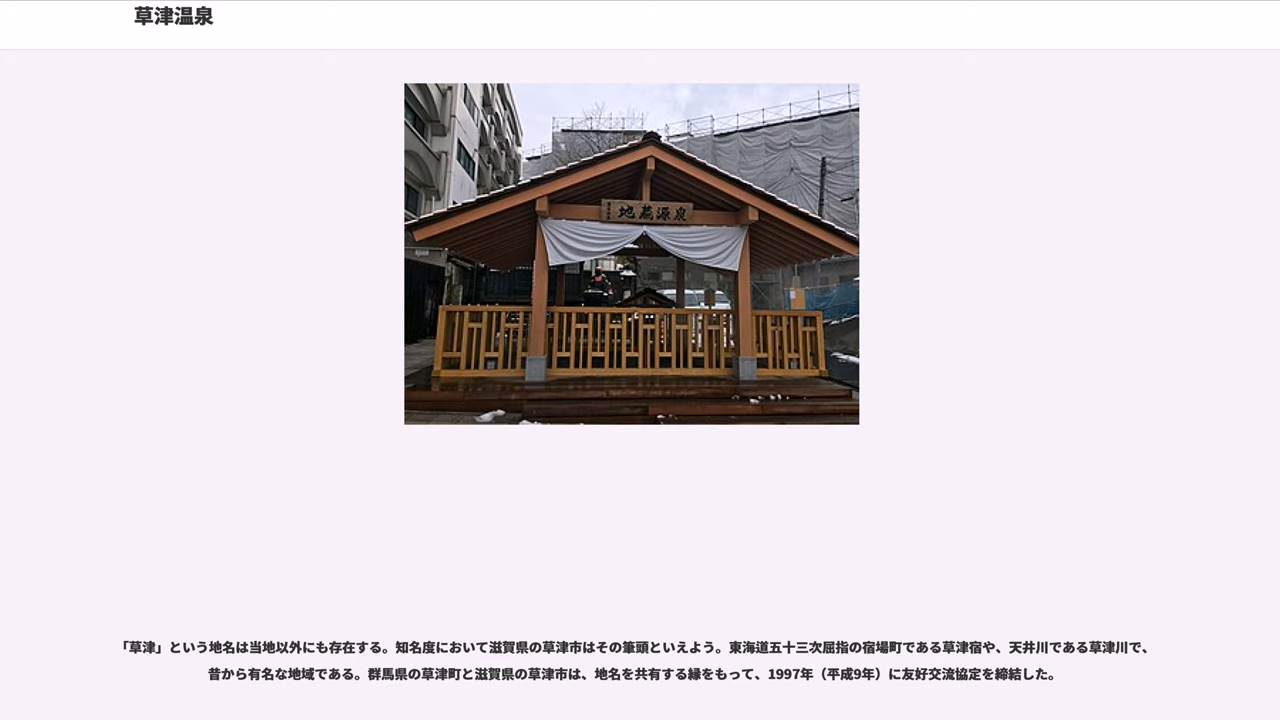 草津温泉
地蔵源泉
「草津」という地名は当地以外にも存在する。知名度において滋賀県の草津市はその筆頭といえよう。東海道五十三次屈指の宿場町である草津宿や、天井川である草津川で、
昔から有名な地域である。群馬県の草津町と滋賀県の草津市は、地名を共有する縁をもって、1997年（平成9年）に友好交流協定を締結した。